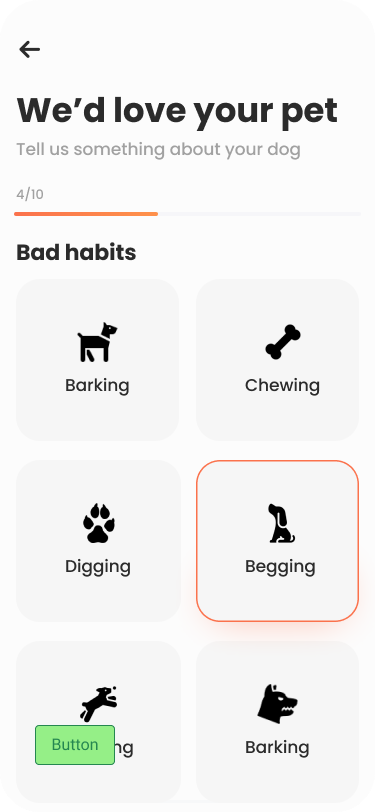 We’d love your pet
Tell us something about your dog
4/10
Bad habits
Barking
Chewing
Digging
Begging
Button
ng
Barking